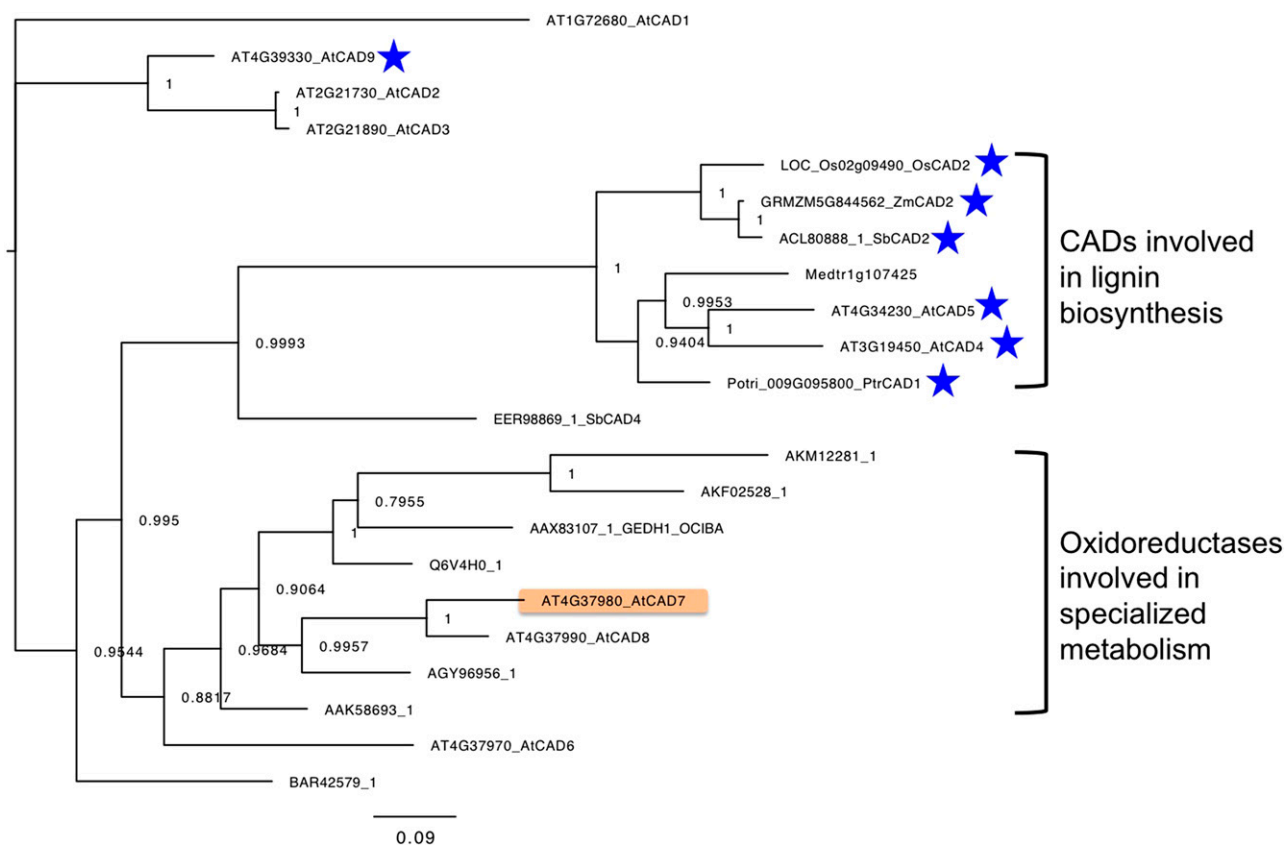 AT1G72680_AtCAD1
AT4G39330_AtCAD9
1
AT2G21730_AtCAD2
1
AT2G21890_AtCAD3
LOC_Os02g09490_OsCAD2
1
GRMZM5G844562_ZmCAD2
1
ACL80888_1_SbCAD2
CADs involved
in lignin
biosynthesis
1
Medtr1g107425
0.9953
AT4G34230_AtCAD5
1
0.9404
AT3G19450_AtCAD4
0.9993
Potri_009G095800_PtrCAD1
EER98869_1_SbCAD4
AKM12281_1
1
AKF02528_1
0.7955
0.995
AAX83107_1_GEDH1_OCIBA
1
Oxidoreductases
involved in
specialized
metabolism
Q6V4H0_1
0.9064
AT4G37980_AtCAD7
1
AT4G37990_AtCAD8
0.9544
0.9684
0.9957
AGY96956_1
0.8817
AAK58693_1
AT4G37970_AtCAD6
BAR42579_1
0.09